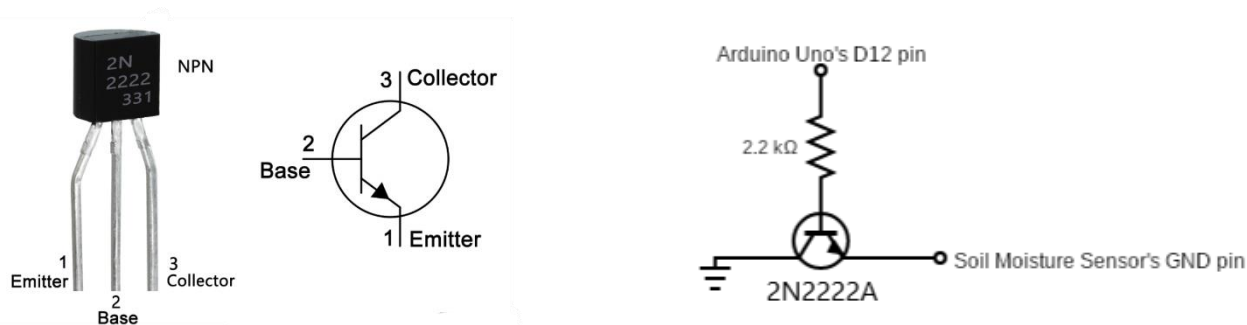 2N
2222
331
NPN
1
Emitter
2
Base
3
Collector
3 Collector
2
Base
1 Emitter
Arduino Uno's D12 pin
2.2 kΩ
Soil Moisture Sensor's GND pin
2N2222A